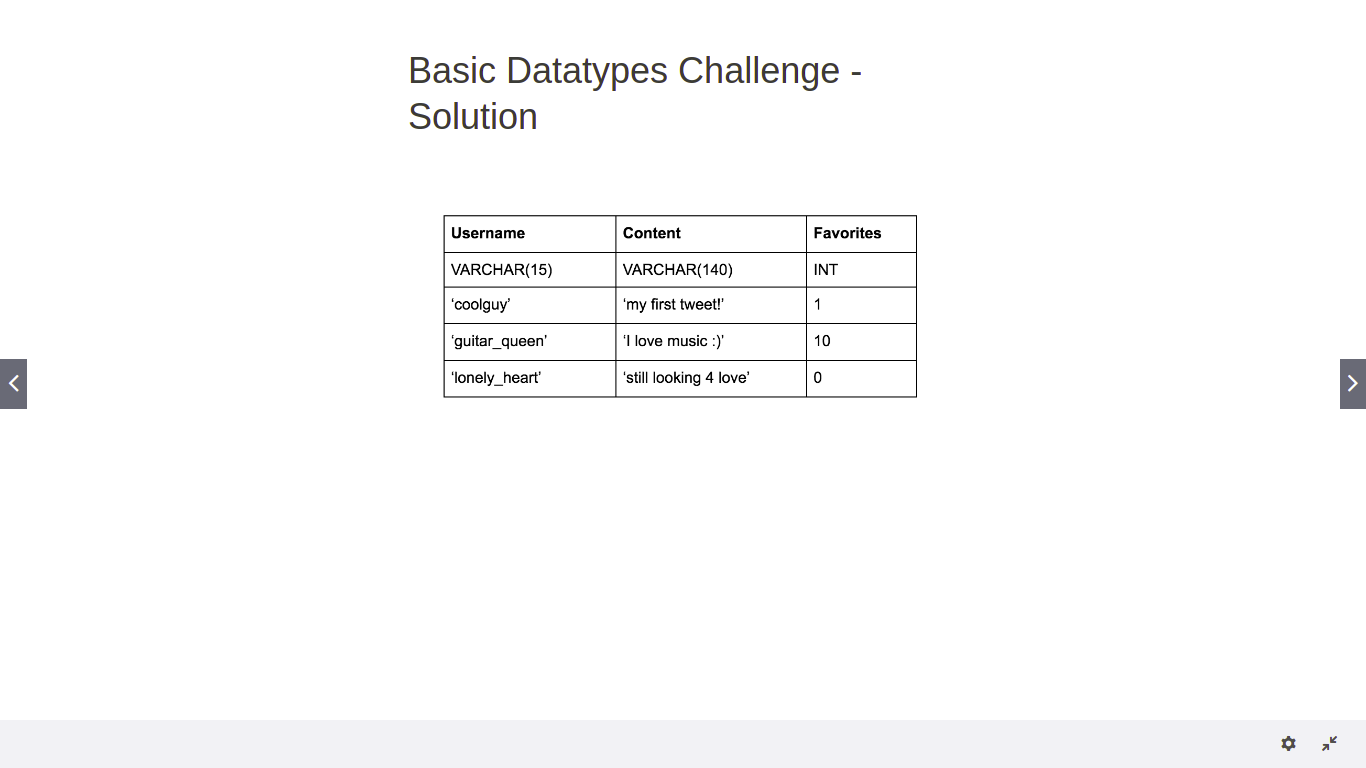 Basic Datatypes Challenge -
Solution
Username Content Favorites
VARCHAR(15) VARCHAR(140) INT
‘coolguy’ ‘my first tweet!’ 1
‘guitar_queen’ ‘I love music :)’ 10
‘lonely_heart’ ‘still looking 4 love’ 0